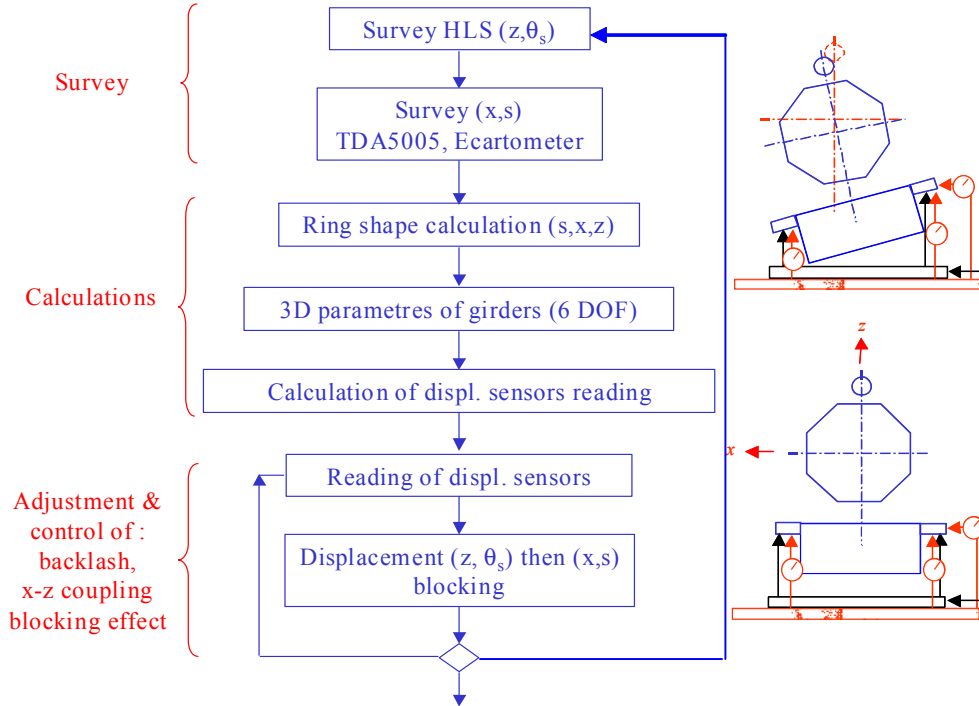 Survey HLS (z,θs)
Survey
Survey (x,s)
TDA5005, Ecartometer
Ring shape calculation (s,x,z)
Calculations
3D parametres of girders (6 DOF)
Calculation of displ. sensors reading
Reading of displ. sensors
Adjustment &
control of :
backlash,
x-z coupling
blocking effect
Displacement (z, θs) then (x,s)
blocking
z
x